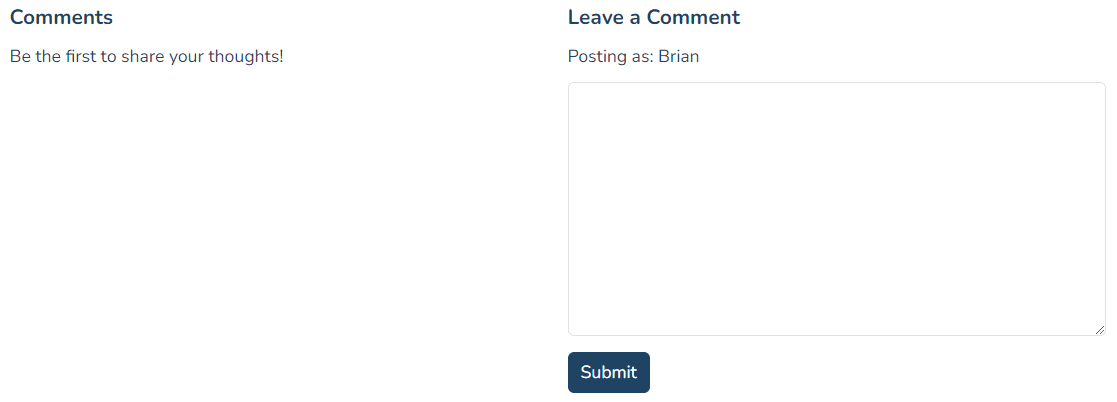 Comments
Be the first to share your thoughts!
Leave a Comment
Posting as: Brian
Submit